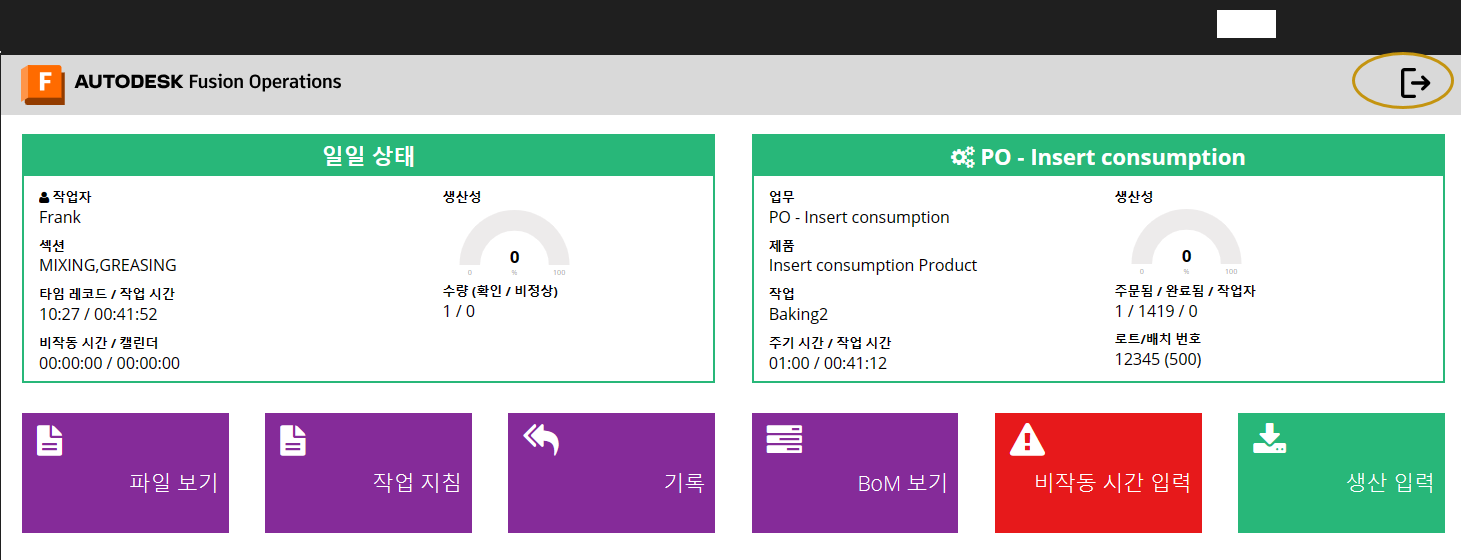 F AUTODESK Fusion Operations
일일 상태
작업자
Frank
섹션
MIXING,GREASING
타임 레코드 / 작업 시간
10:27 / 00:41:52
비작동 시간 / 캘린더
00:00:00 / 00:00:00
생산성
0
0 % 100
수량 (확인 / 비정상)
1 / 0
PO - Insert consumption
업무
PO - Insert consumption
제품
Insert consumption Product
작업
Baking2
주기 시간 / 작업 시간
01:00 / 00:41:12
생산성
0
0 % 100
주문됨 / 완료됨 / 작업자
1 / 1419 / 0
로트/배치 번호
12345 (500)
파일 보기
작업 지침
기록
BoM 보기
비작동 시간 입력
생산 입력